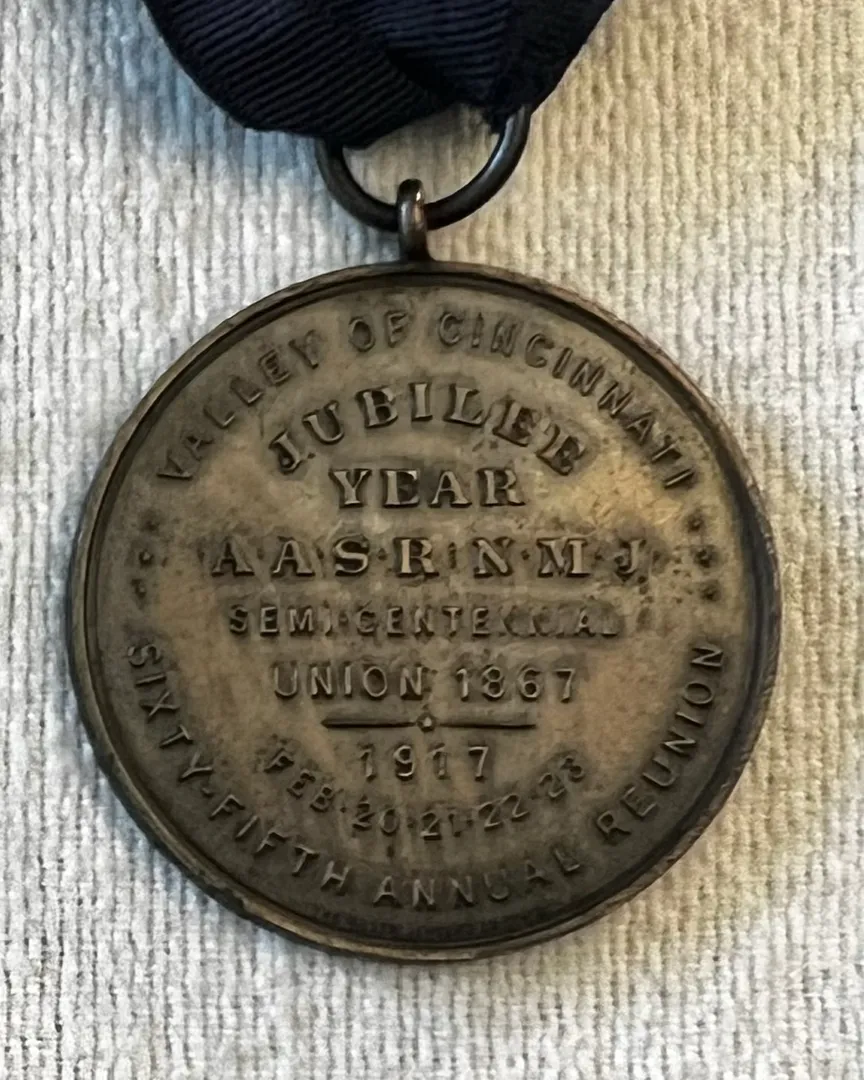 VALLEY OF CINCINNATI
JUBILEE
YEAR
A·A·S·R·N·M·J
SEMI-CENTENNIAL
UNION 1867
1917
FEB·20·21·22·23
SIXTY-FIFTH ANNUAL REUNION